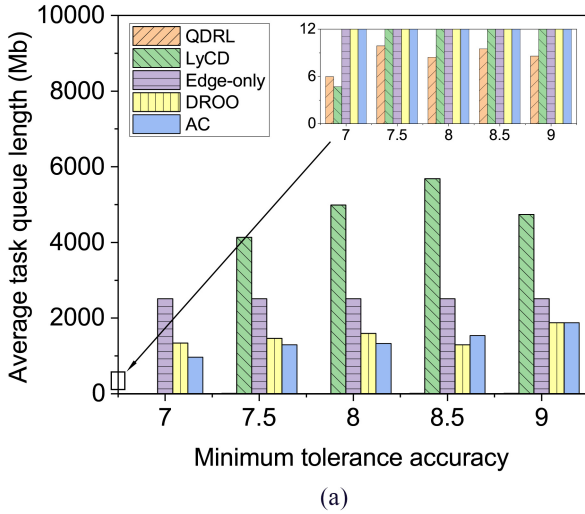 QDRL
LyCD
Edge-only
DROO
AC
12
6
0
7 7.5 8 8.5 9
Average task queue length (Mb)
10000
8000
6000
4000
2000
0
7 7.5 8 8.5 9
Minimum tolerance accuracy
(a)